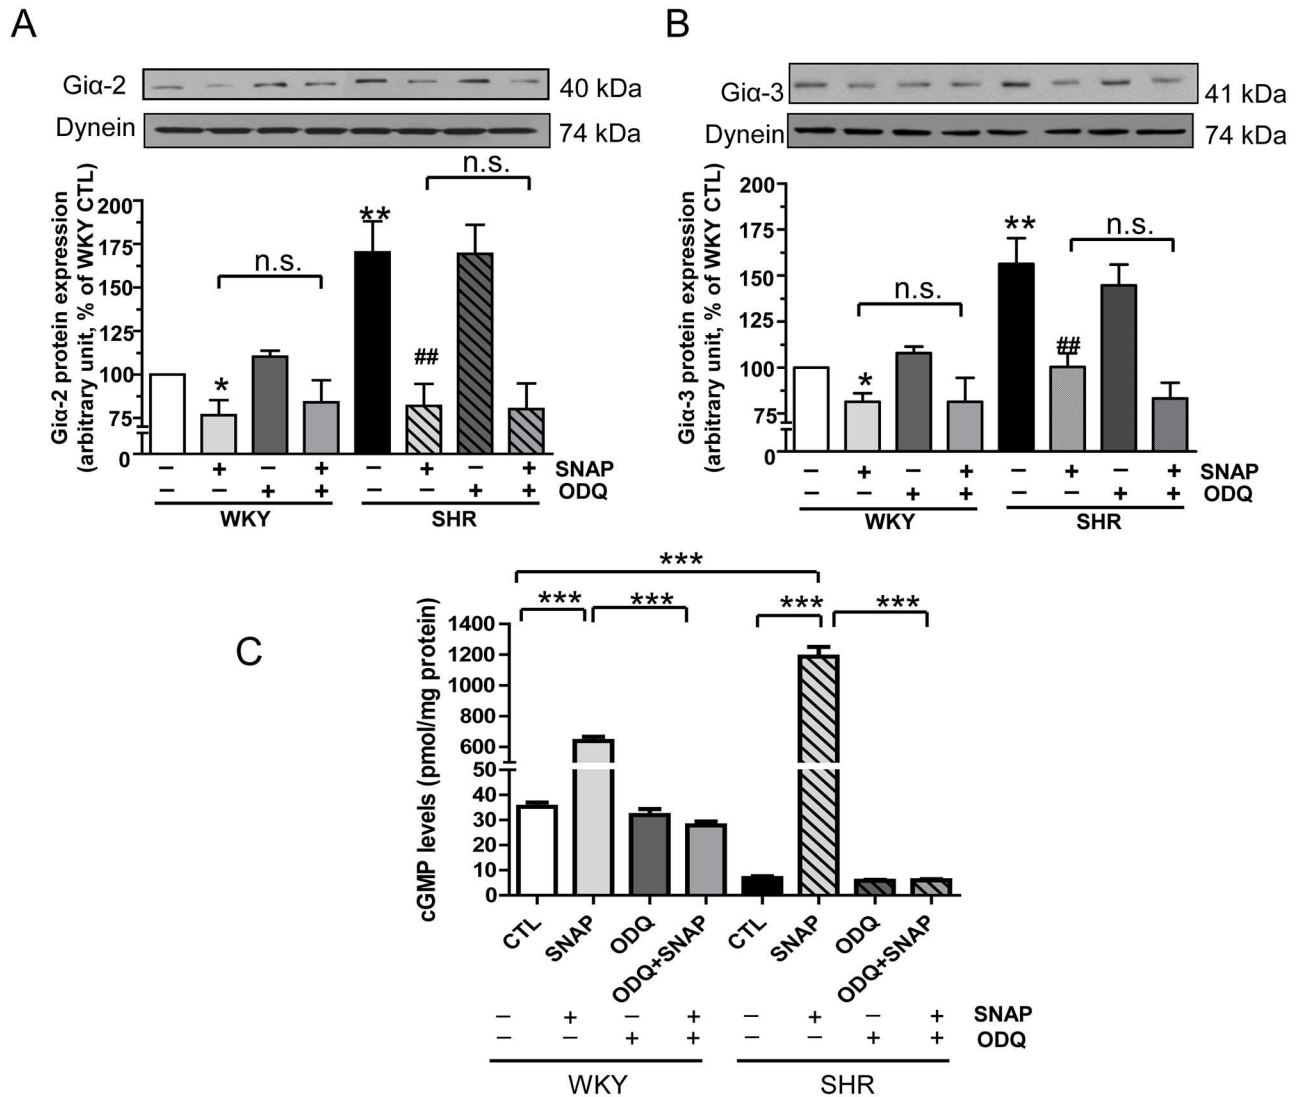 A
Giα-2
40 kDa
Dynein
74 kDa
n.s.
Giα-2 protein expression
(arbitrary unit, % of WKY CTL)
200
175
150
125
100
75
0
n.s.
*
**
##
– + – + – + – + SNAP
– – + + – – + + ODQ
WKY SHR
B
Giα-3
41 kDa
Dynein
74 kDa
Giα-3 protein expression
(arbitrary unit, % of WKY CTL)
200
175
150
125
100
75
0
n.s.
n.s.
*
**
##
– + – + – + – + SNAP
– – + + – – + + ODQ
WKY SHR
C
cGMP levels (pmol/mg protein)
1400
1200
1000
800
600
50
40
30
20
10
0
***
*** *** *** ***
CTL SNAP ODQ ODQ+SNAP CTL SNAP ODQ ODQ+SNAP
– + – + – + – + SNAP
– – + + – – + + ODQ
WKY SHR